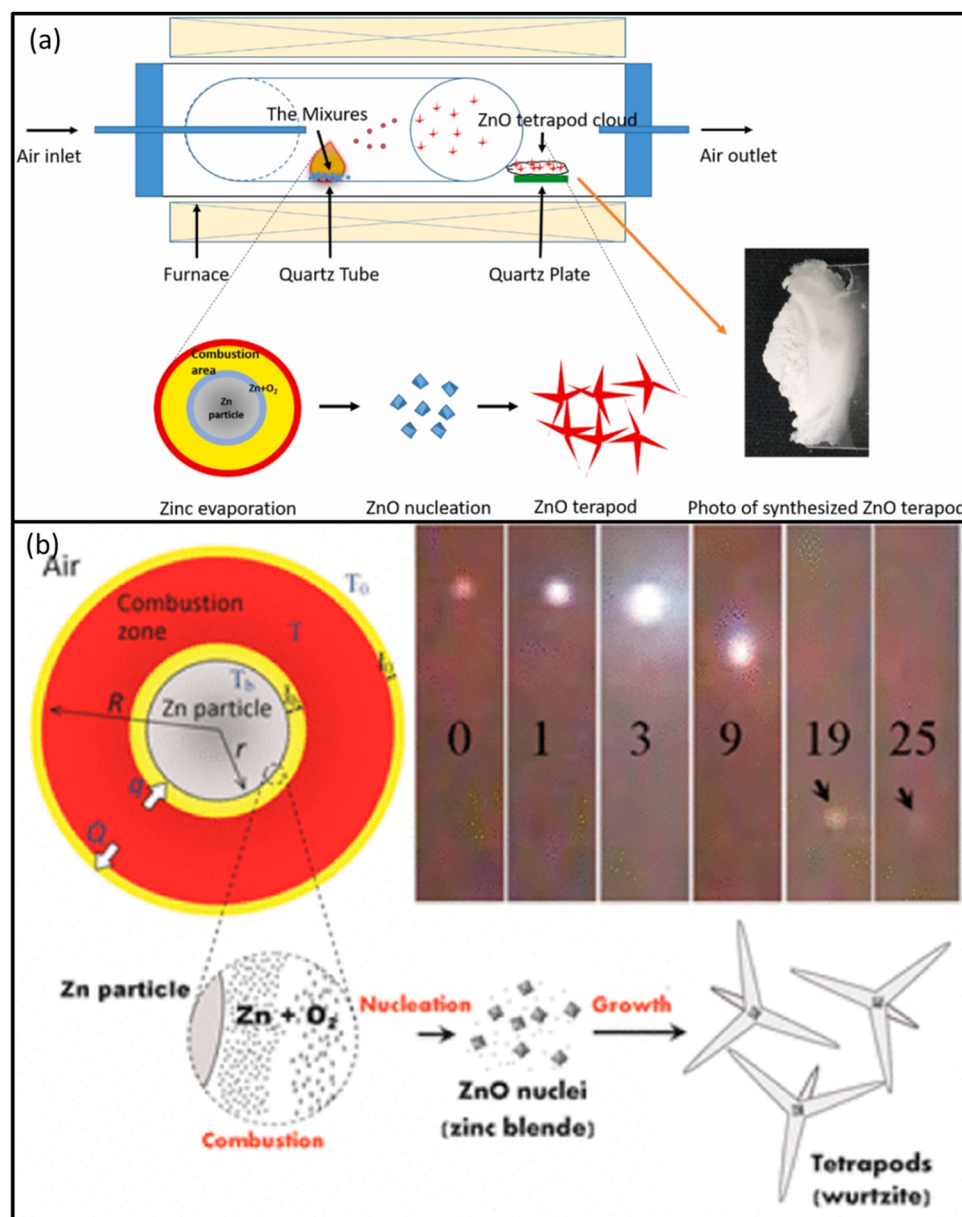 (a)
The Mixures
ZnO tetrapod cloud
Air inlet
Air outlet
Furnace
Quartz Tube
Quartz Plate
Combustion
area
Zn+O2
Zn
particle
Zinc evaporation
ZnO nucleation
ZnO terapod
Photo of synthesized ZnO terapod
(b)
Air
T0
Combustion
zone
T
Tb
Zn particle
R
r
q
Q
0
1
3
9
19
25
Zn particle
Zn + O2
Combustion
Nucleation
Growth
ZnO nuclei
(zinc blende)
Tetrapods
(wurtzite)